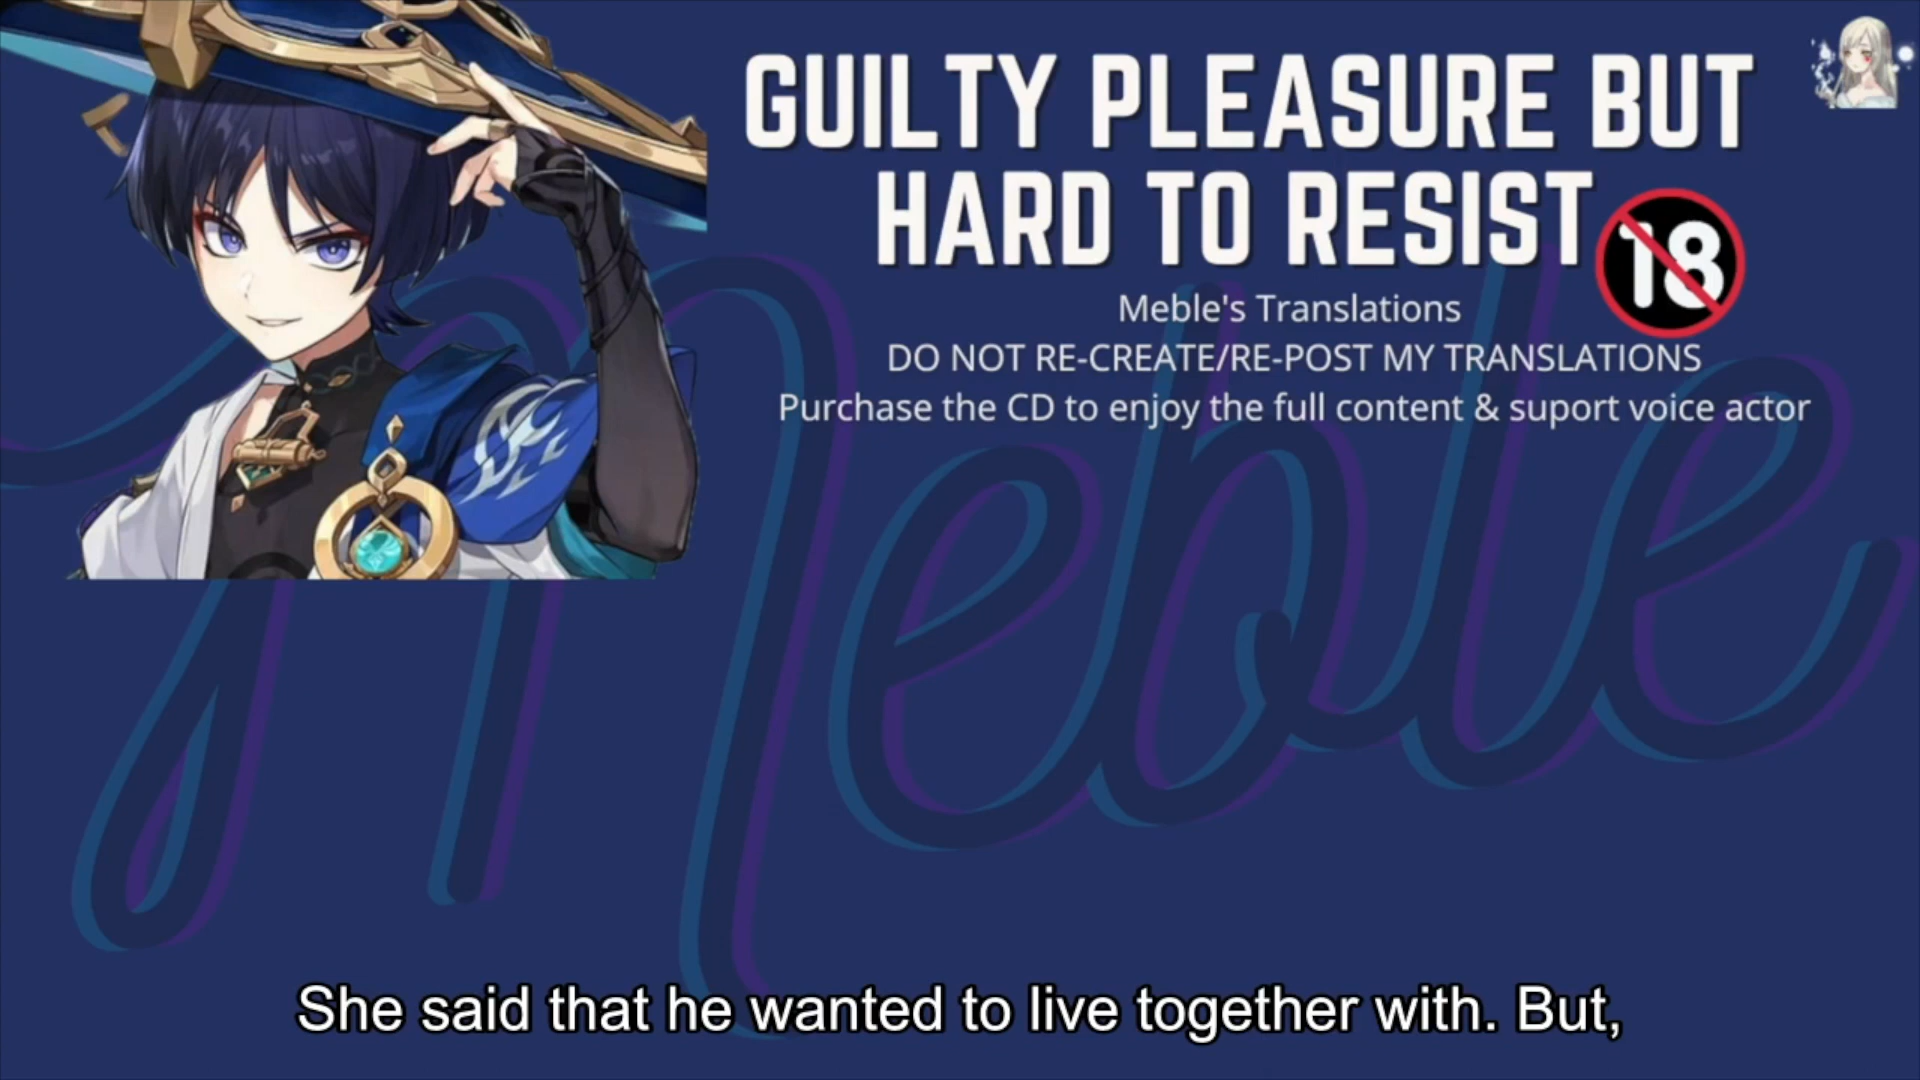 GUILTY PLEASURE BUT
HARD TO RESIST
18
Meble's Translations
DO NOT RE-CREATE/RE-POST MY TRANSLATIONS
Purchase the CD to enjoy the full content & suport voice actor
Meble
She said that he wanted to live together with. But,